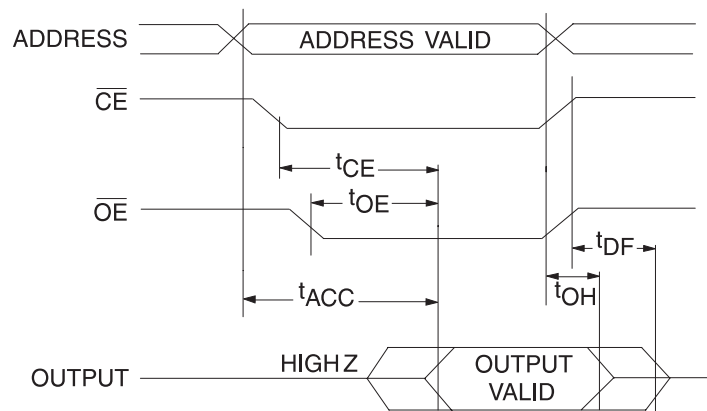 ADDRESS
ADDRESS VALID
CE
tCE
tOE
OE
tDF
tACC
tOH
OUTPUT
HIGH Z
OUTPUT
VALID